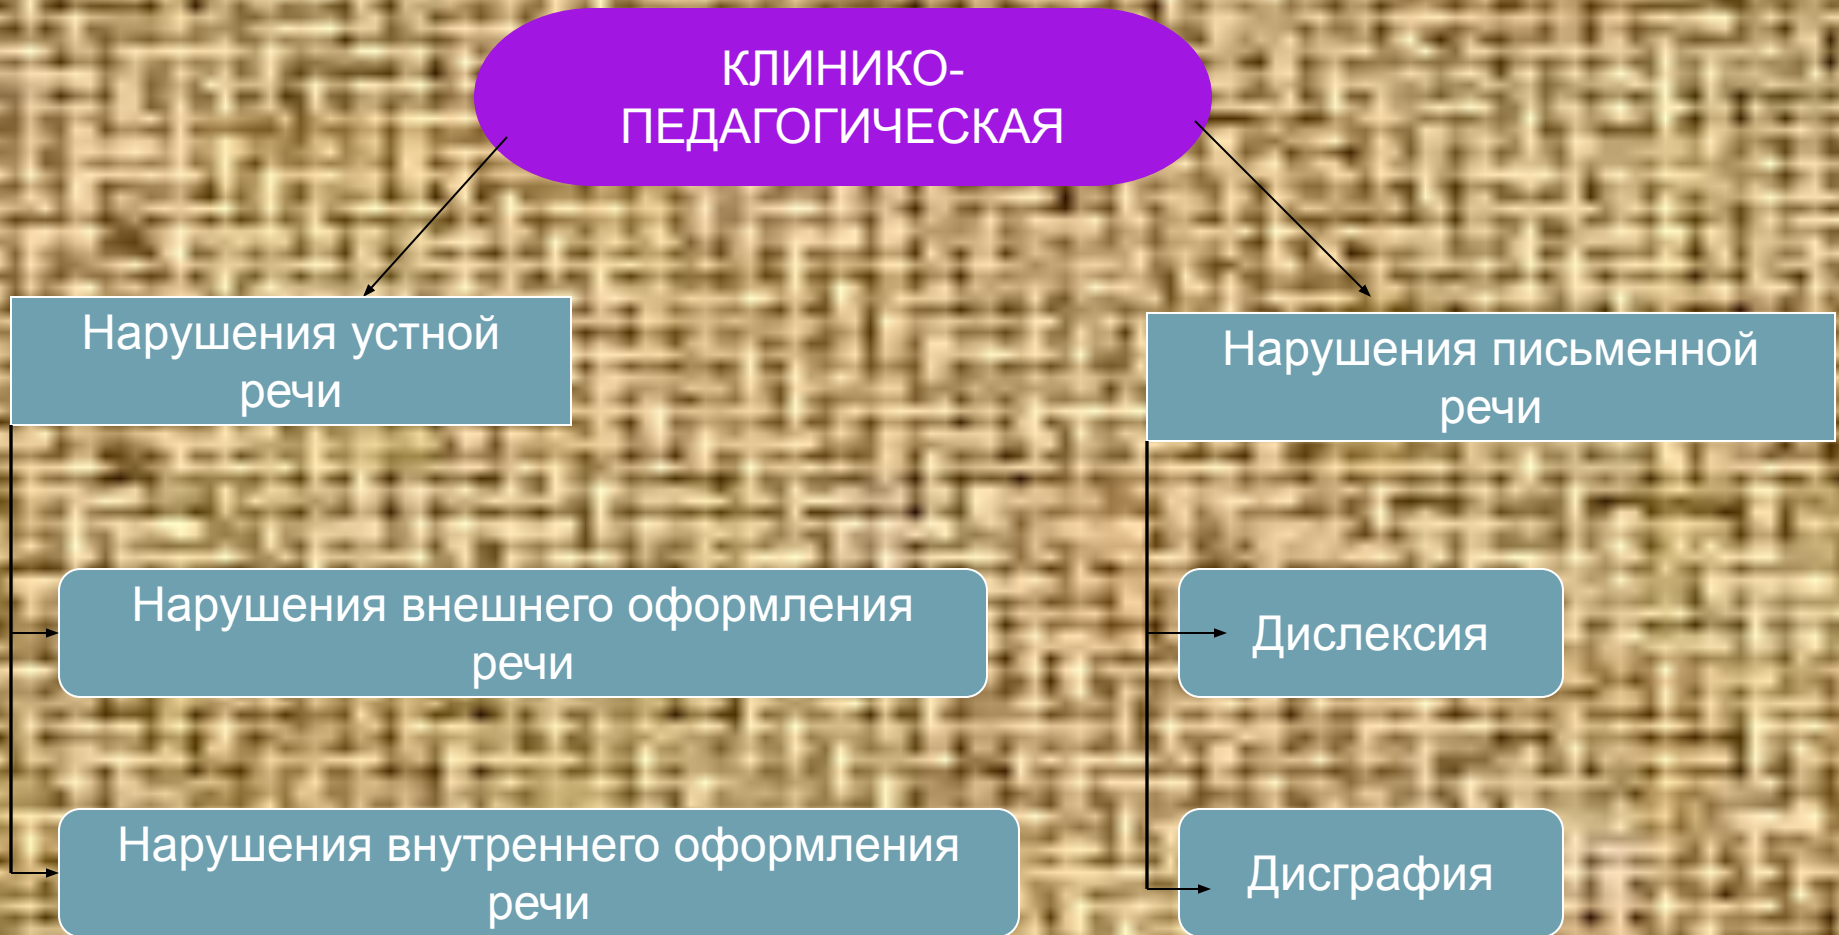 КЛИНИКО-
ПЕДАГОГИЧЕСКАЯ
Нарушения устной
речи
Нарушения письменной
речи
Нарушения внешнего оформления
речи
Дислексия
Нарушения внутреннего оформления
речи
Дисграфия